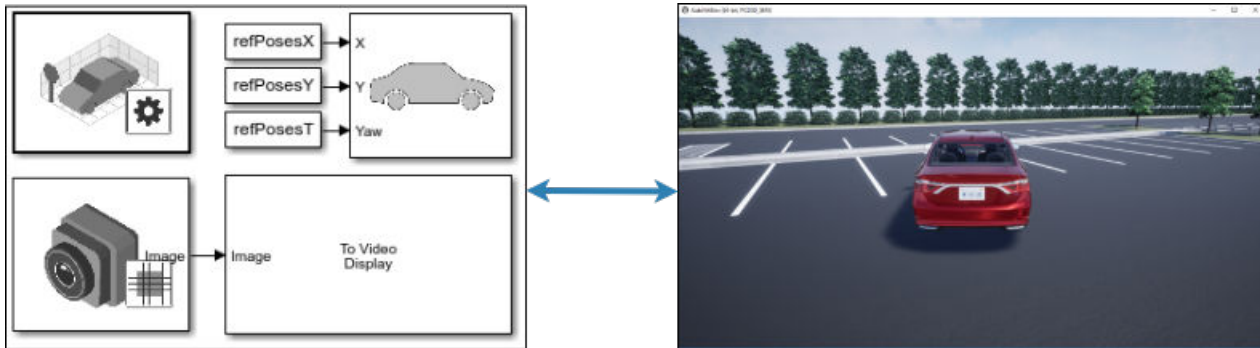 refPosesX
X
refPosesY
Y
refPosesT
Yaw
Image
Image
To Video
Display